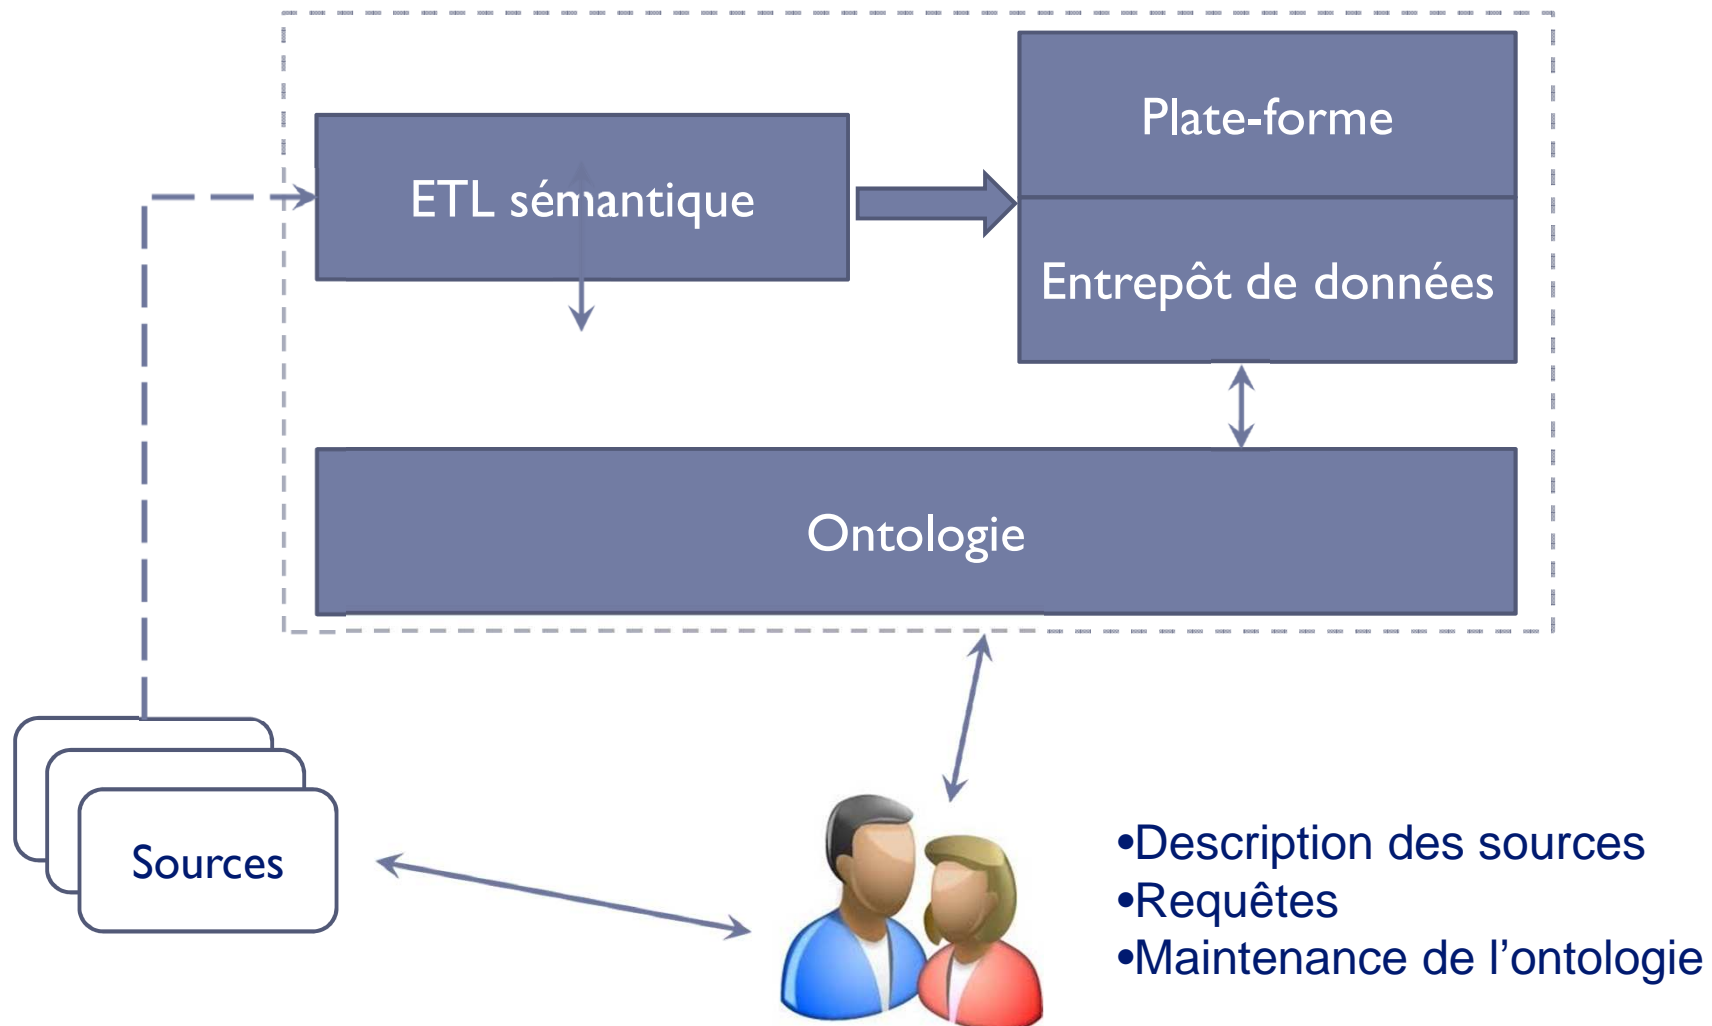 Plate-forme
ETL sémantique
Entrepôt de données
Ontologie
Sources
•Description des sources
•Requêtes
•Maintenance de l’ontologie